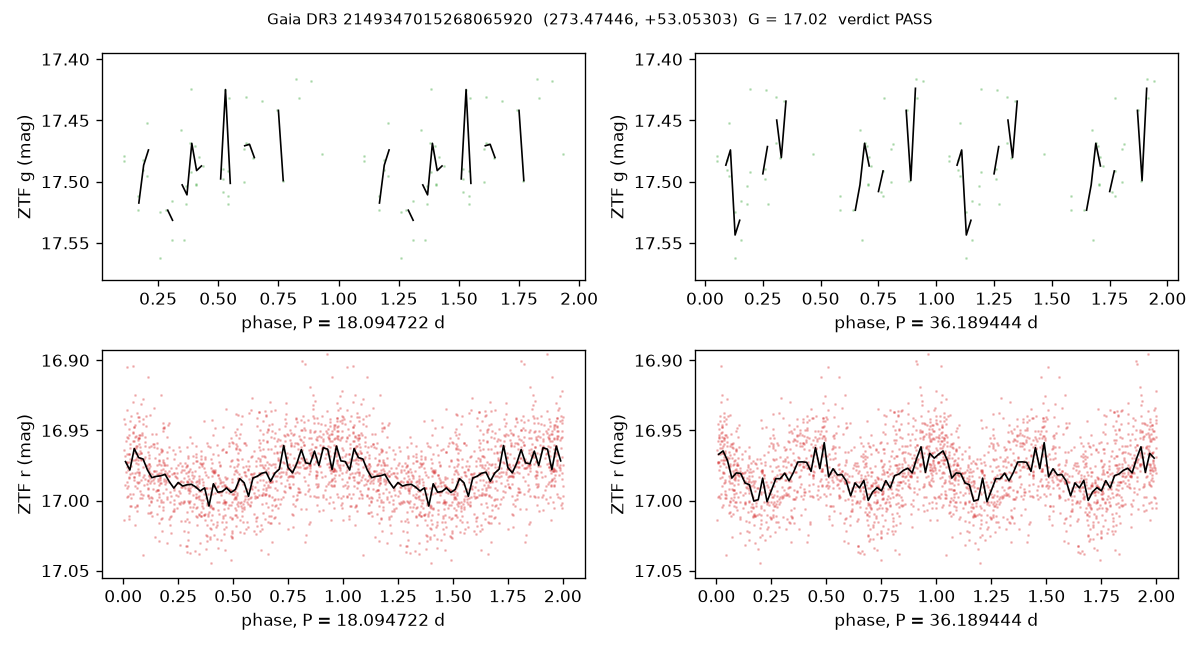 Gaia DR3 2149347015268065920  (273.47446, +53.05303)  G = 17.02  verdict PASS
17.40
17.45
17.50
17.55
ZTF g (mag)
0.25 0.50 0.75 1.00 1.25 1.50 1.75 2.00
phase, P = 18.094722 d
17.40
17.45
17.50
17.55
ZTF g (mag)
0.00 0.25 0.50 0.75 1.00 1.25 1.50 1.75 2.00
phase, P = 36.189444 d
16.90
16.95
17.00
17.05
ZTF r (mag)
0.00 0.25 0.50 0.75 1.00 1.25 1.50 1.75 2.00
phase, P = 18.094722 d
16.90
16.95
17.00
17.05
ZTF r (mag)
0.00 0.25 0.50 0.75 1.00 1.25 1.50 1.75 2.00
phase, P = 36.189444 d